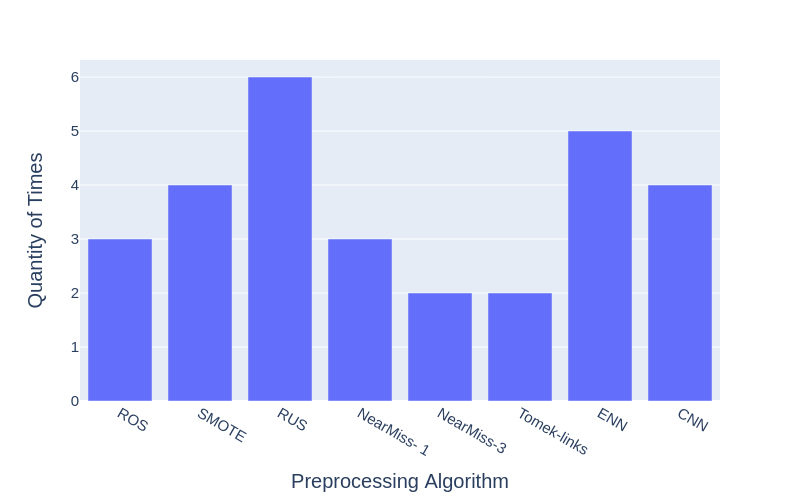 Quantity of Times
6
5
4
3
2
1
0
ROS
SMOTE
RUS
NearMiss- 1
NearMiss-3
Tomek-links
ENN
CNN
Preprocessing Algorithm